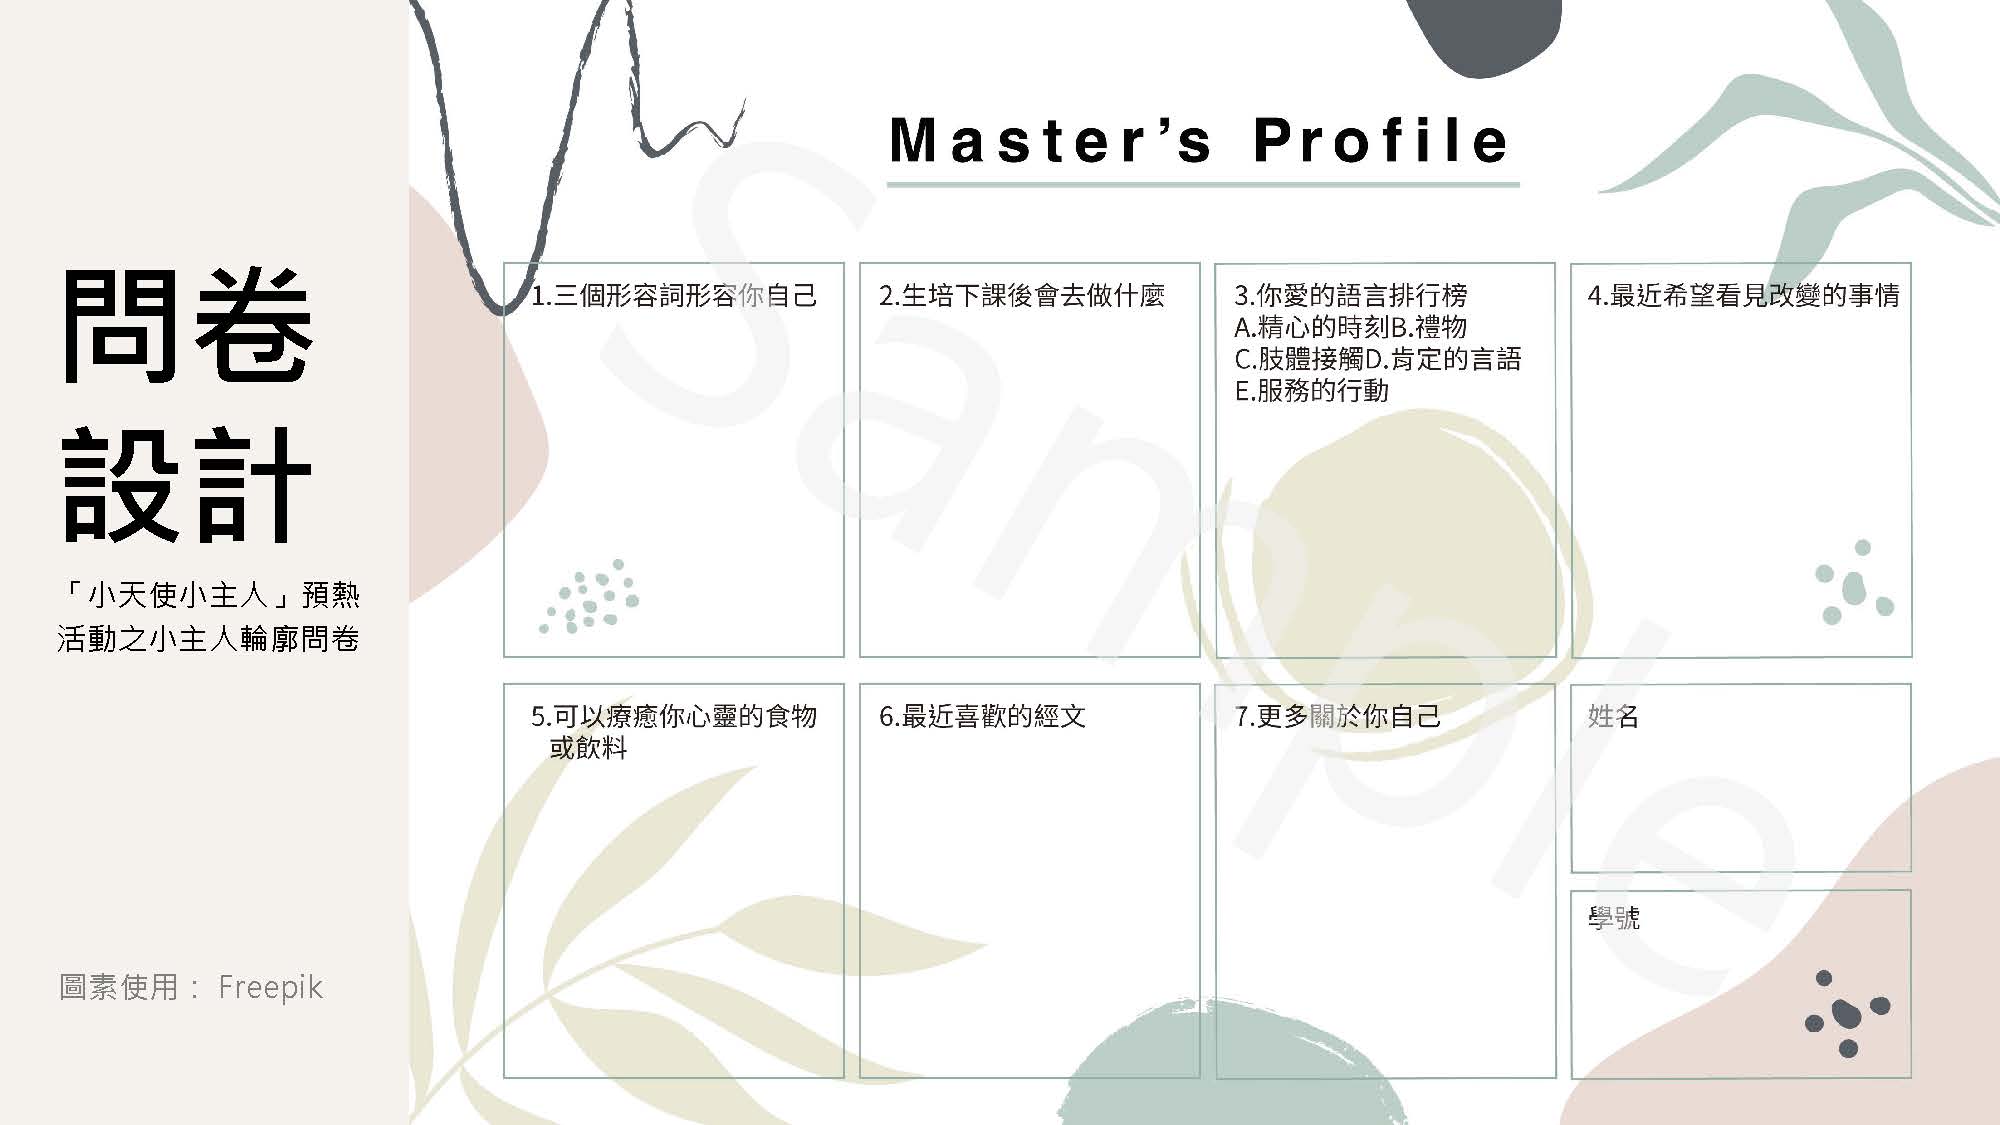 問卷
設計
「小天使小主人」預熱
活動之小主人輪廓問卷
圖素使用： Freepik
Master’s Profile
1.三個形容詞形容你自己
2.生培下課後會去做什麼
3.你愛的語言排行榜
A.精心的時刻B.禮物
C.肢體接觸D.肯定的言語
E.服務的行動
4.最近希望看見改變的事情
5.可以療癒你心靈的食物
或飲料
6.最近喜歡的經文
7.更多關於你自己
姓名
學號
Sample